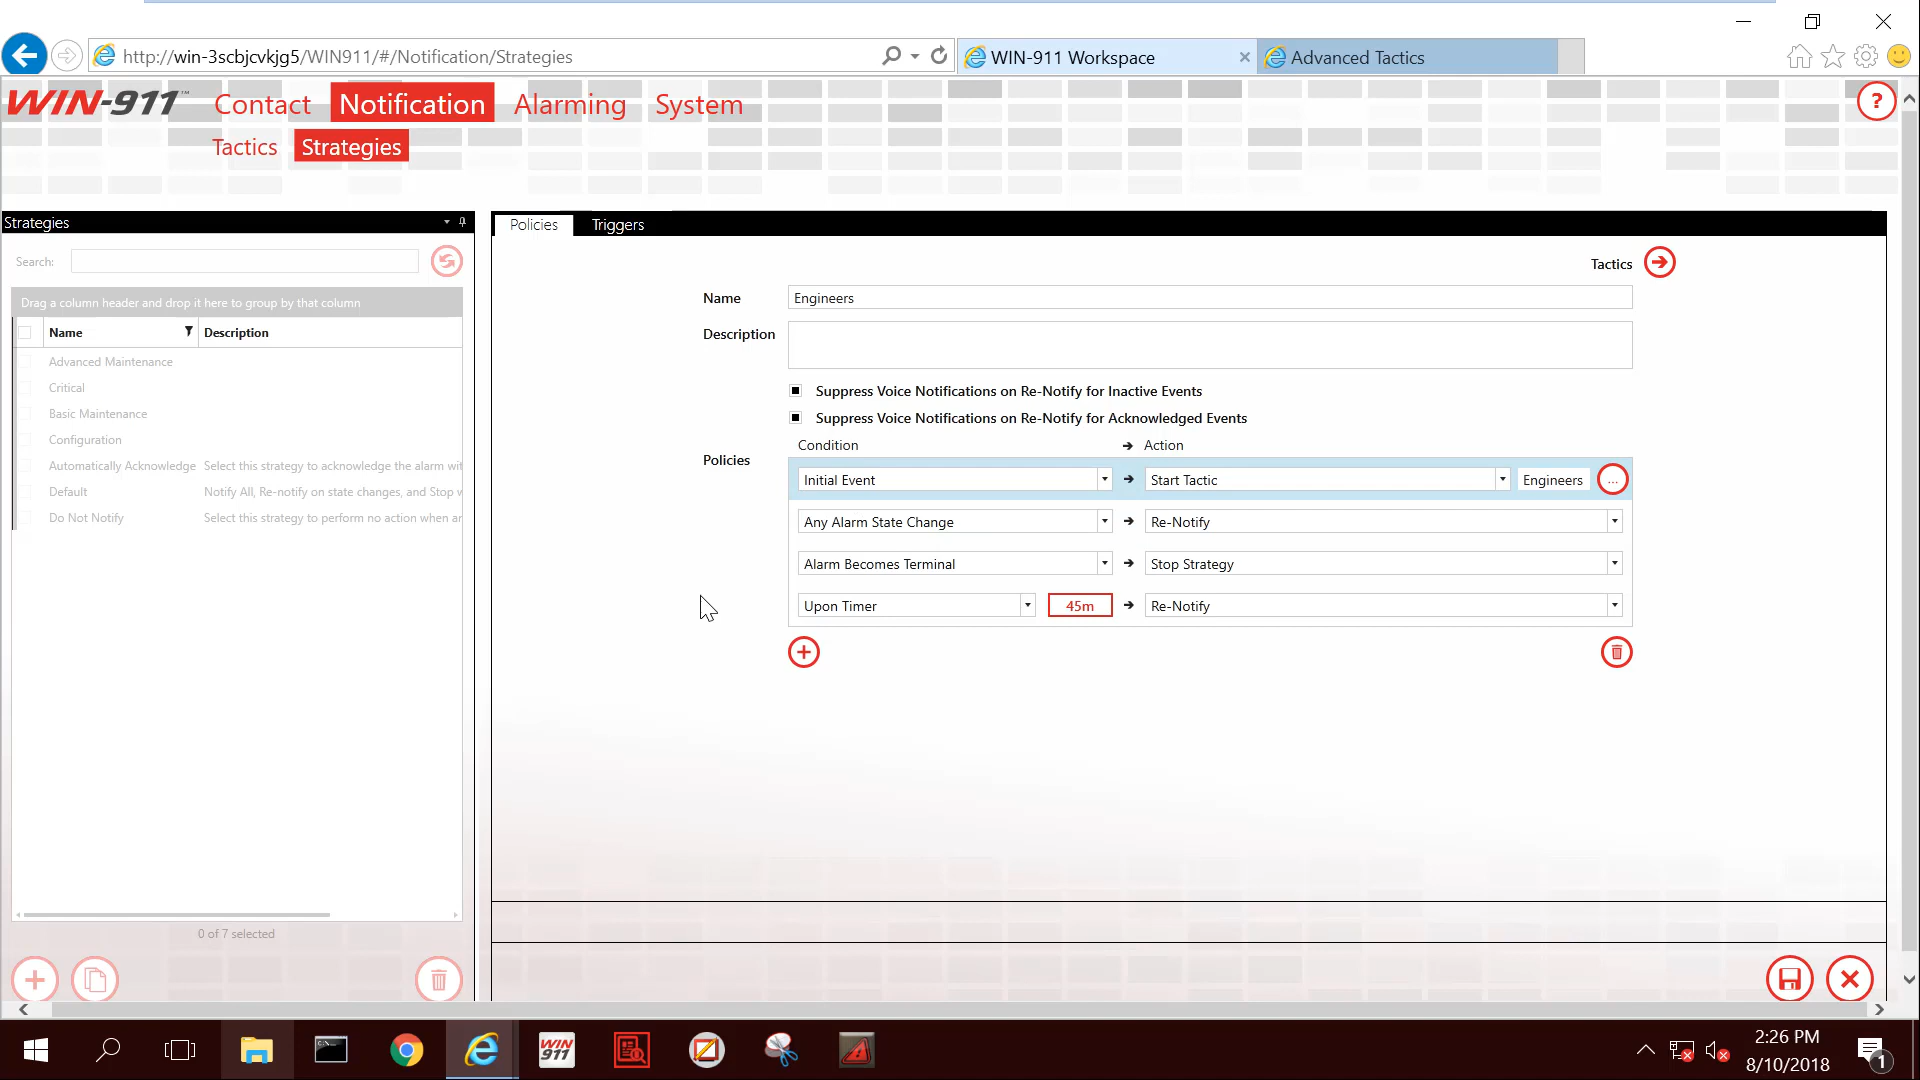 http://win-3scbjcvkjg5/WIN911/#/Notification/Strategies
WIN-911 Workspace
Advanced Tactics
WIN-911™
Contact
Notification
Alarming
System
?
Tactics
Strategies
Strategies
Policies
Triggers
Search:
Tactics
Drag a column header and drop it here to group by that column
Name
Engineers
Name
Description
Description
Advanced Maintenance
Critical
Basic Maintenance
Configuration
Automatically Acknowledge Select this strategy to acknowledge the alarm wit
Default Notify All, Re-notify on state changes, and Stop w
Do Not Notify Select this strategy to perform no action when an
Suppress Voice Notifications on Re-Notify for Inactive Events
Suppress Voice Notifications on Re-Notify for Acknowledged Events
Condition
Action
Policies
Initial Event
Start Tactic
Engineers
...
Any Alarm State Change
Re-Notify
Alarm Becomes Terminal
Stop Strategy
Upon Timer
45m
Re-Notify
0 of 7 selected
WIN
911
2:26 PM
8/10/2018
1